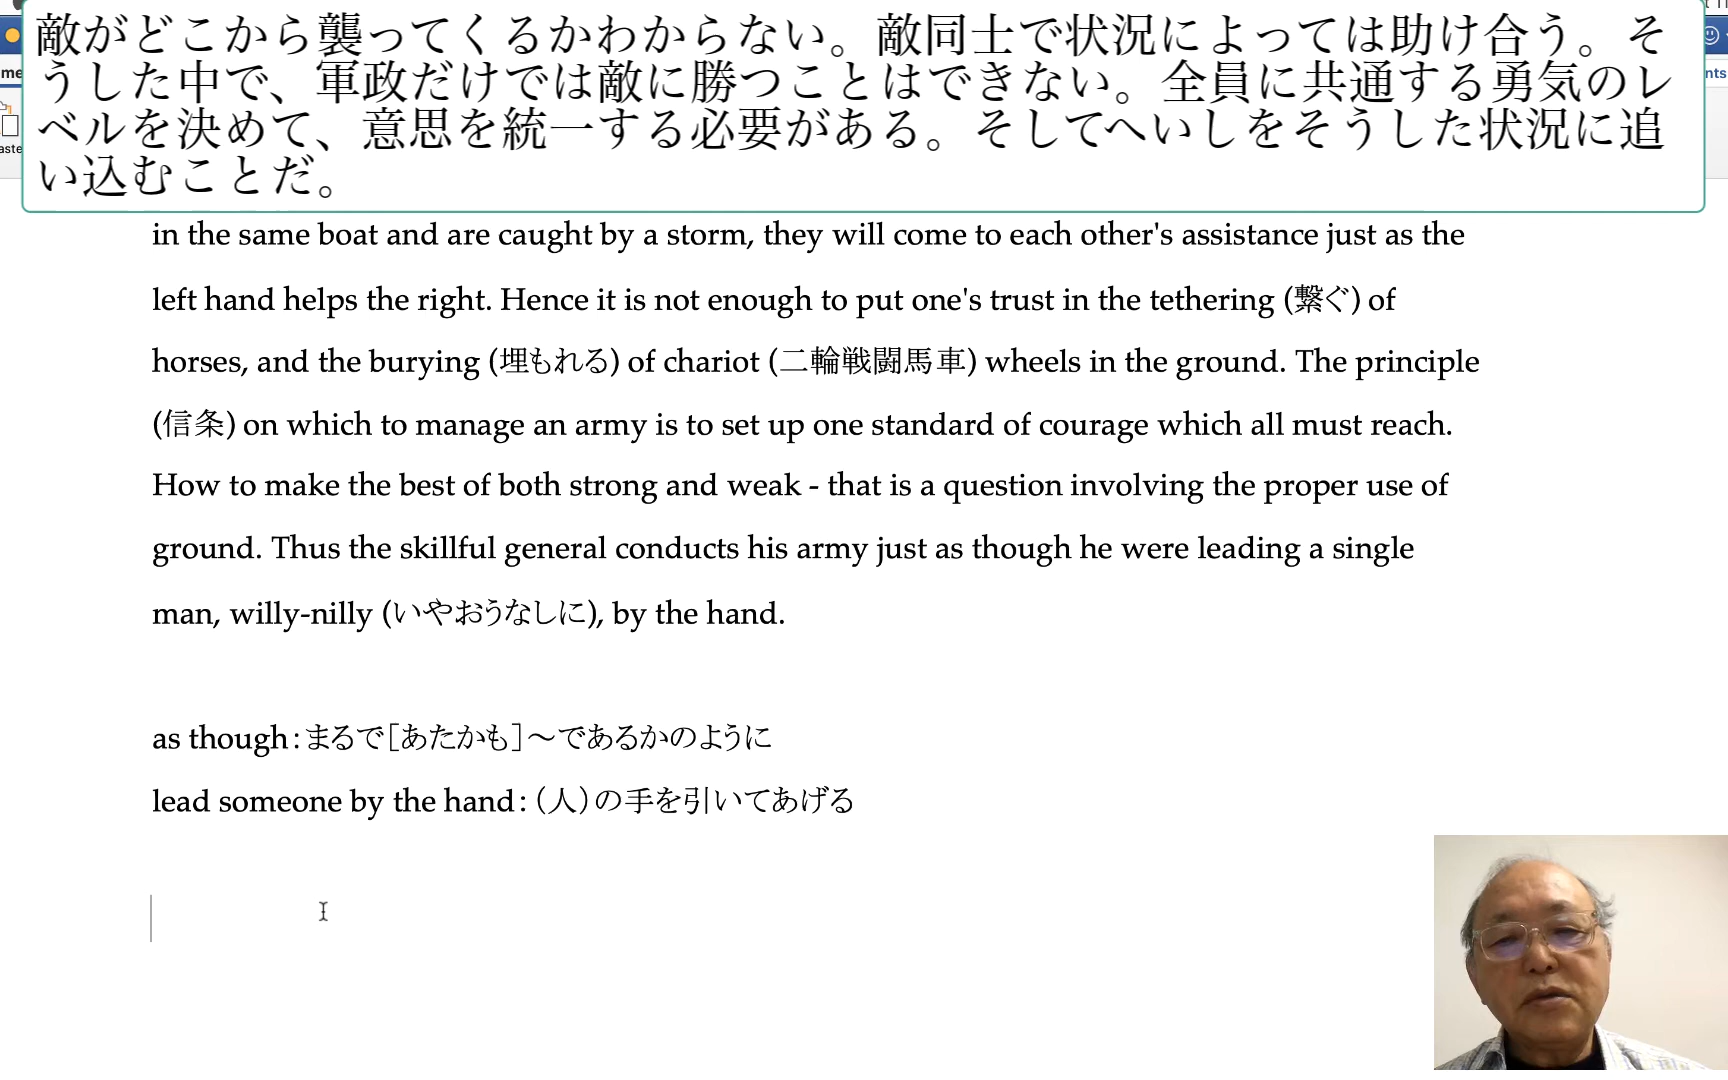 敵がどこから襲ってくるかわからない。敵同士で状況によっては助け合う。そ
うした中で、軍政だけでは敵に勝つことはできない。全員に共通する勇気のレ
ベルを決めて、意思を統一する必要がある。そしてへいしをそうした状況に追
い込むことだ。
me
nts
aste
in the same boat and are caught by a storm, they will come to each other's assistance just as the
left hand helps the right. Hence it is not enough to put one's trust in the tethering (繋ぐ) of
horses, and the burying (埋もれる) of chariot (二輪戦闘馬車) wheels in the ground. The principle
(信条) on which to manage an army is to set up one standard of courage which all must reach.
How to make the best of both strong and weak - that is a question involving the proper use of
ground. Thus the skillful general conducts his army just as though he were leading a single
man, willy-nilly (いやおうなしに), by the hand.
as though:まるで[あたかも]〜であるかのように
lead someone by the hand:(人)の手を引いてあげる